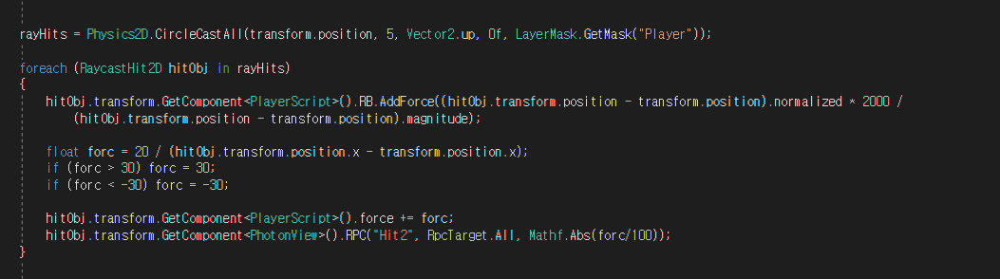 rayHits = Physics2D.CircleCastAll(transform.position, 5, Vector2.up, 0f, LayerMask.GetMask("Player"));
foreach (RaycastHit2D hitObj in rayHits)
{
hitObj.transform.GetComponent<PlayerScript>().RB.AddForce((hitObj.transform.position - transform.position).normalized * 2000 /
(hitObj.transform.position - transform.position).magnitude);
float forc = 20 / (hitObj.transform.position.x - transform.position.x);
if (forc > 30) forc = 30;
if (forc < -30) forc = -30;
hitObj.transform.GetComponent<PlayerScript>().force += forc;
hitObj.transform.GetComponent<PhotonView>().RPC("Hit2", RpcTarget.All, Mathf.Abs(forc/100));
}